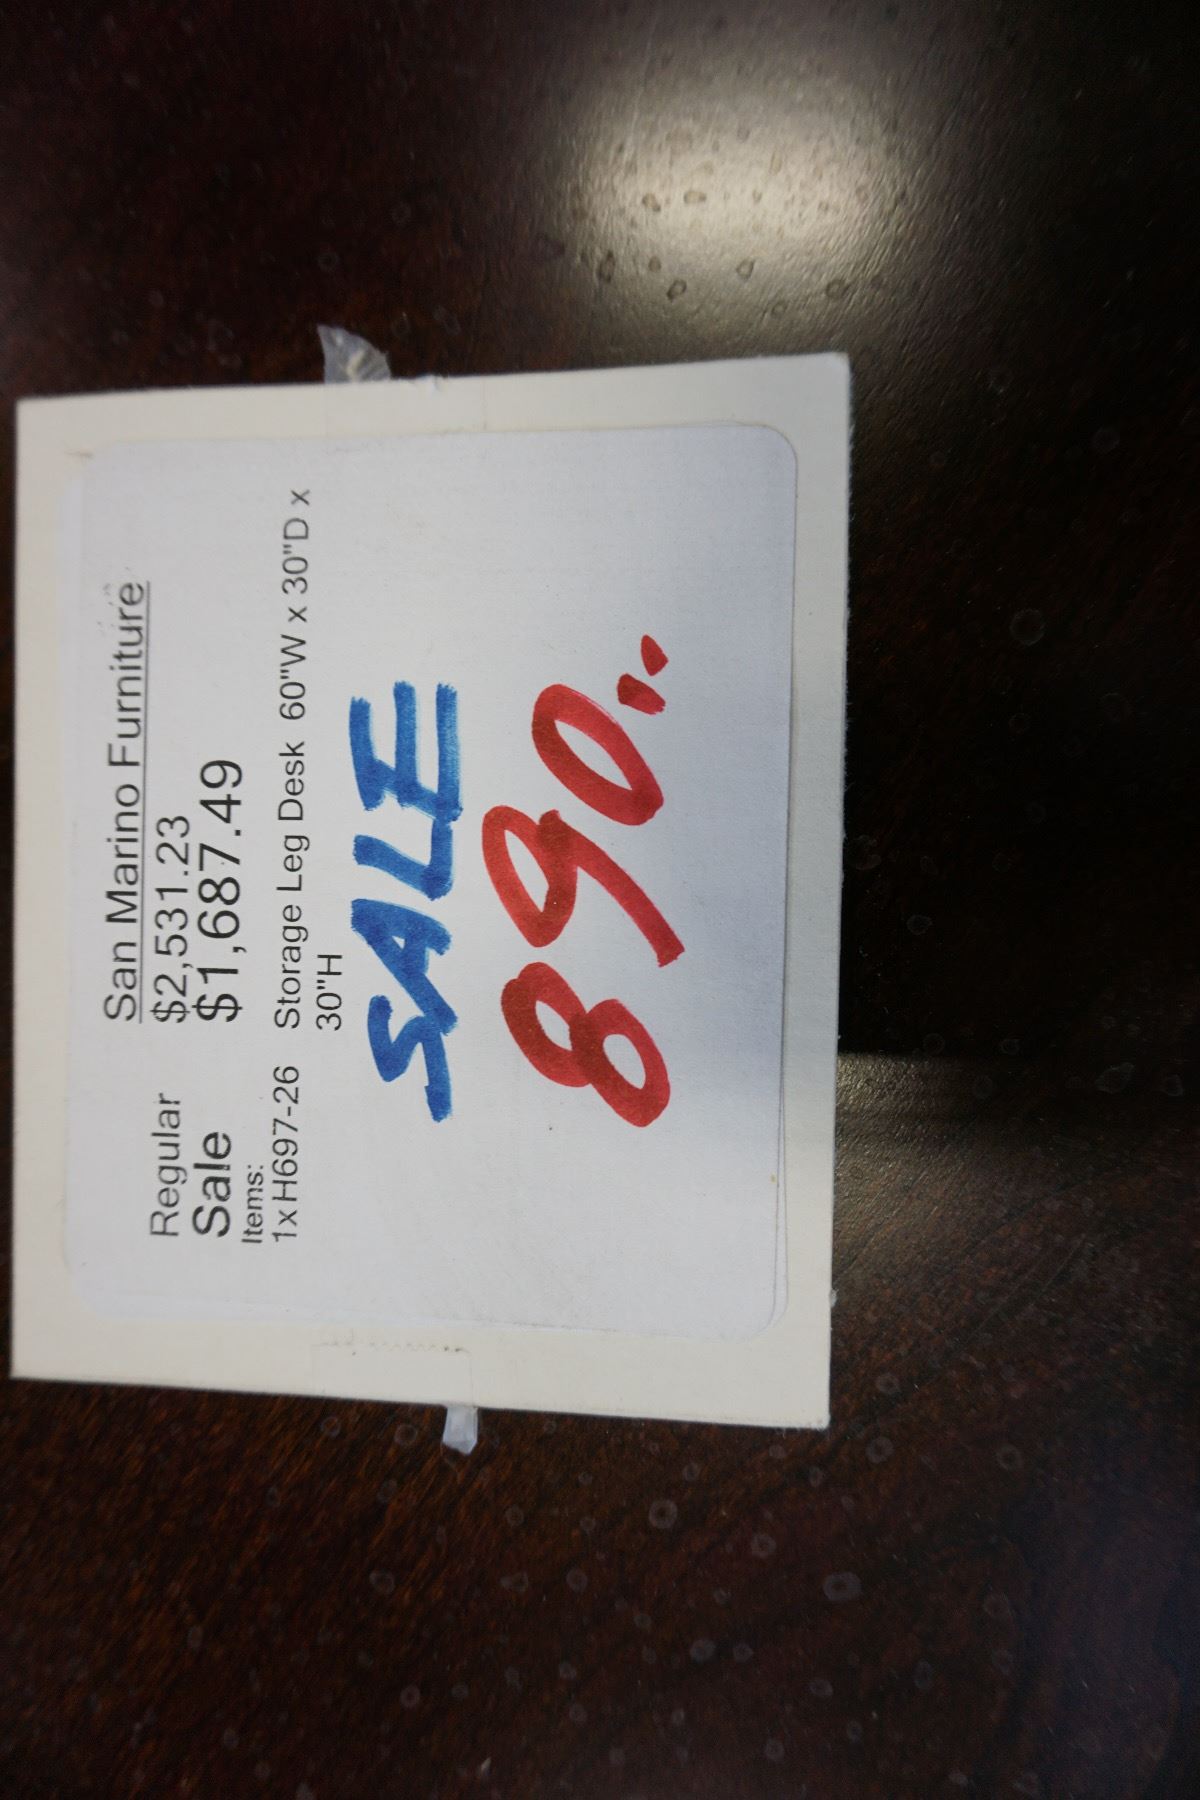 San Marino Furniture
Regular $2,531.23
Sale $1,687.49
Items:
1x H697-26 Storage Leg Desk 60"W x 30"D x
30"H
SALE
890..